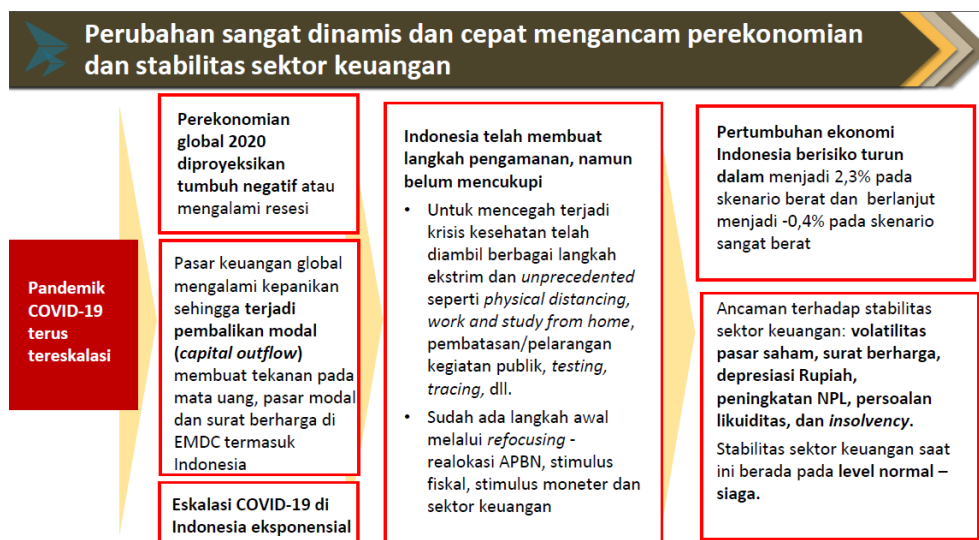 Perubahan sangat dinamis dan cepat mengancam perekonomian
dan stabilitas sektor keuangan
Pandemik
COVID-19
terus
tereskalasi
Perekonomian
global 2020
diproyeksikan
tumbuh negatif atau
mengalami resesi
Pasar keuangan global
mengalami kepanikan
sehingga terjadi
pembalikan modal
(capital outflow)
membuat tekanan pada
mata uang, pasar modal
dan surat berharga di
EMDC termasuk
Indonesia
Eskalasi COVID-19 di
Indonesia eksponensial
Indonesia telah membuat
langkah pengamanan, namun
belum mencukupi
• Untuk mencegah terjadi
krisis kesehatan telah
diambil berbagai langkah
ekstrim dan unprecedented
seperti physical distancing,
work and study from home,
pembatasan/pelarangan
kegiatan publik, testing,
tracing, dll.
• Sudah ada langkah awal
melalui refocusing -
realokasi APBN, stimulus
fiskal, stimulus moneter dan
sektor keuangan
Pertumbuhan ekonomi
Indonesia berisiko turun
dalam menjadi 2,3% pada
skenario berat dan berlanjut
menjadi -0,4% pada skenario
sangat berat
Ancaman terhadap stabilitas
sektor keuangan: volatilitas
pasar saham, surat berharga,
depresiasi Rupiah,
peningkatan NPL, persoalan
likuiditas, dan insolvency.
Stabilitas sektor keuangan saat
ini berada pada level normal –
siaga.